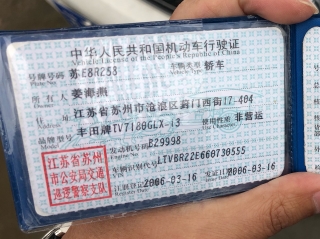 中华人民共和国机动车行驶证
Vehicle License of the People's Republic of China
号牌号码 苏E8R258 车辆类型 轿车
所有人 姜海燕
住址 江苏省苏州市沧浪区葑门西街17-404
品牌型号 丰田牌TV7180GLX-i3 使用性质 非营运
发动机号码 B29998
车辆识别代号 LTVBR22E660730555
注册登记日期 2006-03-16 发证日期 2006-03-16
江苏省苏州
市公安局交通
巡逻警察支队